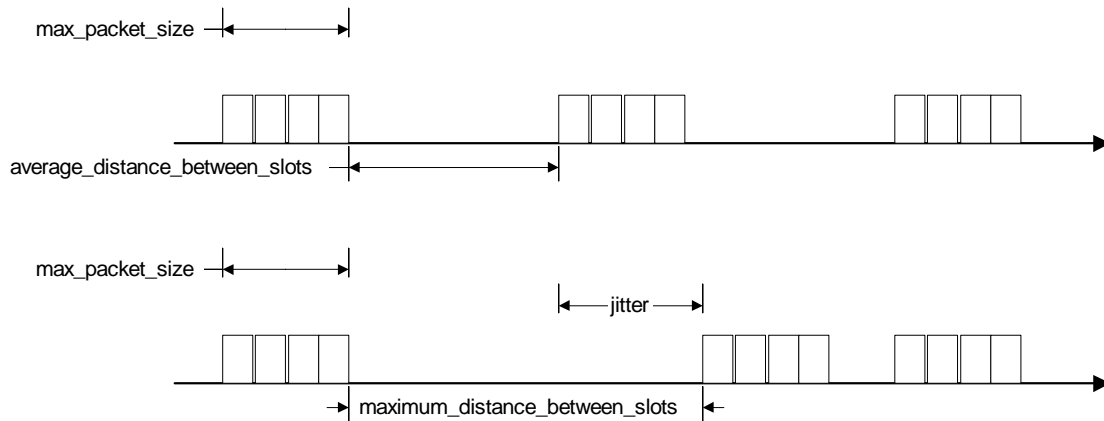 max_packet_size
average_distance_between_slots
max_packet_size
jitter
maximum_distance_between_slots